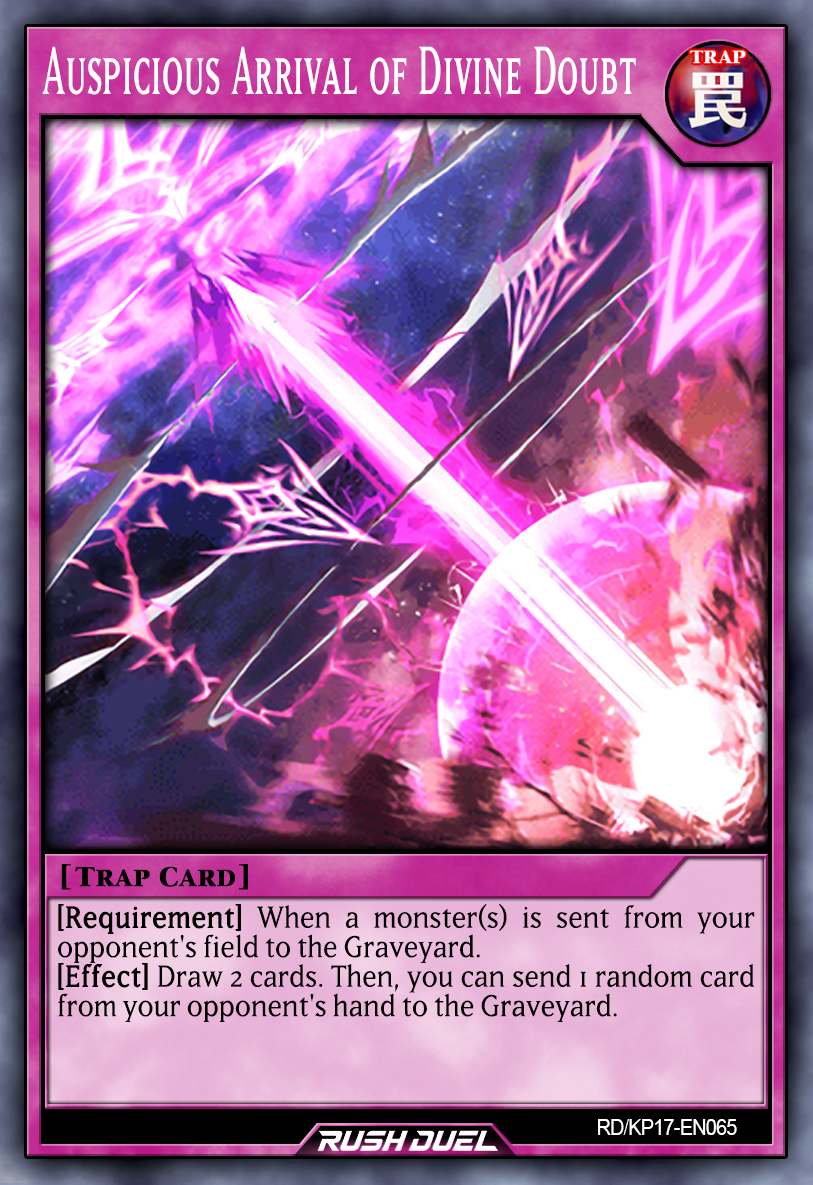 Auspicious Arrival of Divine Doubt
TRAP
罠
[Trap Card]
[Requirement] When a monster(s) is sent from your
opponent's field to the Graveyard.
[Effect] Draw 2 cards. Then, you can send 1 random card
from your opponent's hand to the Graveyard.
RD/KP17-EN065
RUSH DUEL